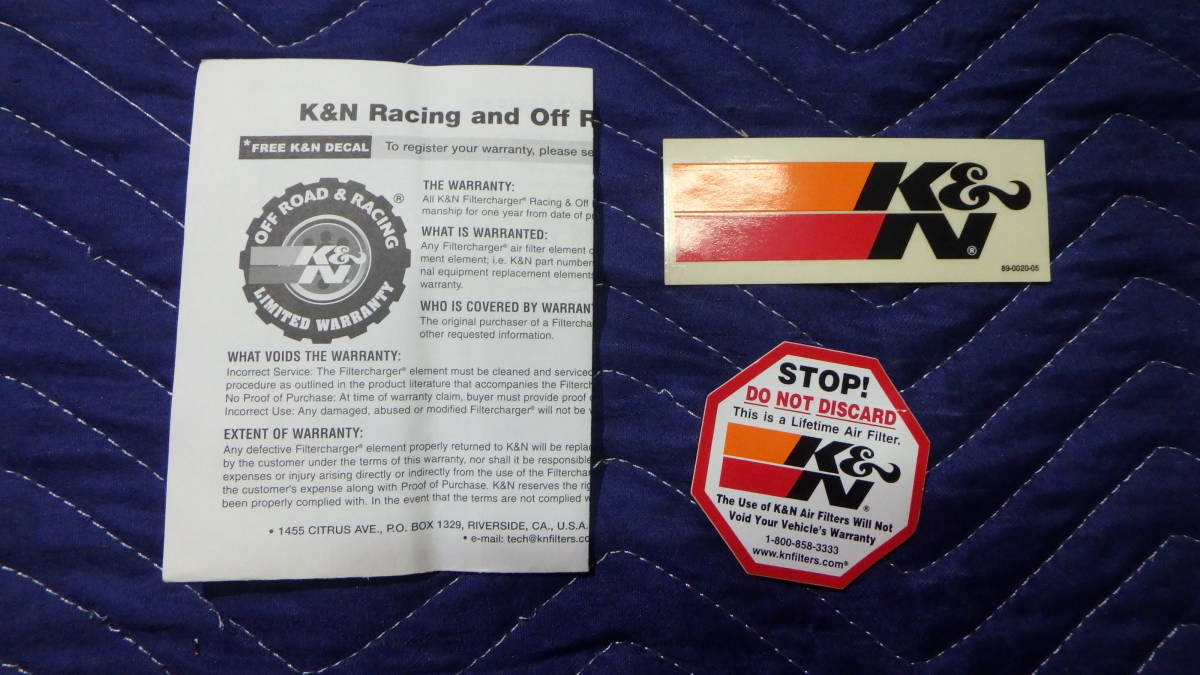 K&N Racing and Off R
*FREE K&N DECAL
To register your warranty, please se
OFF ROAD & RACING
®
K&N
LIMITED WARRANTY
THE WARRANTY:
All K&N Filtercharger® Racing & Off
manship for one year from date of p
WHAT IS WARRANTED:
Any Filtercharger® air filter element
ment element; i.e. K&N part number
nal equipment replacement elements
warranty.
WHO IS COVERED BY WARRAN
The original purchaser of a Filtercha
other requested information.
WHAT VOIDS THE WARRANTY:
Incorrect Service: The Filtercharger® element must be cleaned and serviced
procedure as outlined in the product literature that accompanies the Filterch
No Proof of Purchase: At time of warranty claim, buyer must provide proof
Incorrect Use: Any damaged, abused or modified Filtercharger® will not be
EXTENT OF WARRANTY:
Any defective Filtercharger® element properly returned to K&N will be repla
by the customer under the terms of this warranty, nor shall it be responsible
expenses or injury arising directly or indirectly from the use of the Filterchar
the customer's expense along with Proof of Purchase. K&N reserves the rig
been properly complied with. In the event that the terms are not complied w
• 1455 CITRUS AVE., P.O. BOX 1329, RIVERSIDE, CA., U.S.A.
• e-mail: tech@knfilters.co
K&N®
89-0020-05
STOP!
DO NOT DISCARD
This is a Lifetime Air Filter.
K&N®
The Use of K&N Air Filters Will Not
Void Your Vehicle's Warranty
1-800-858-3333
www.knfilters.com®